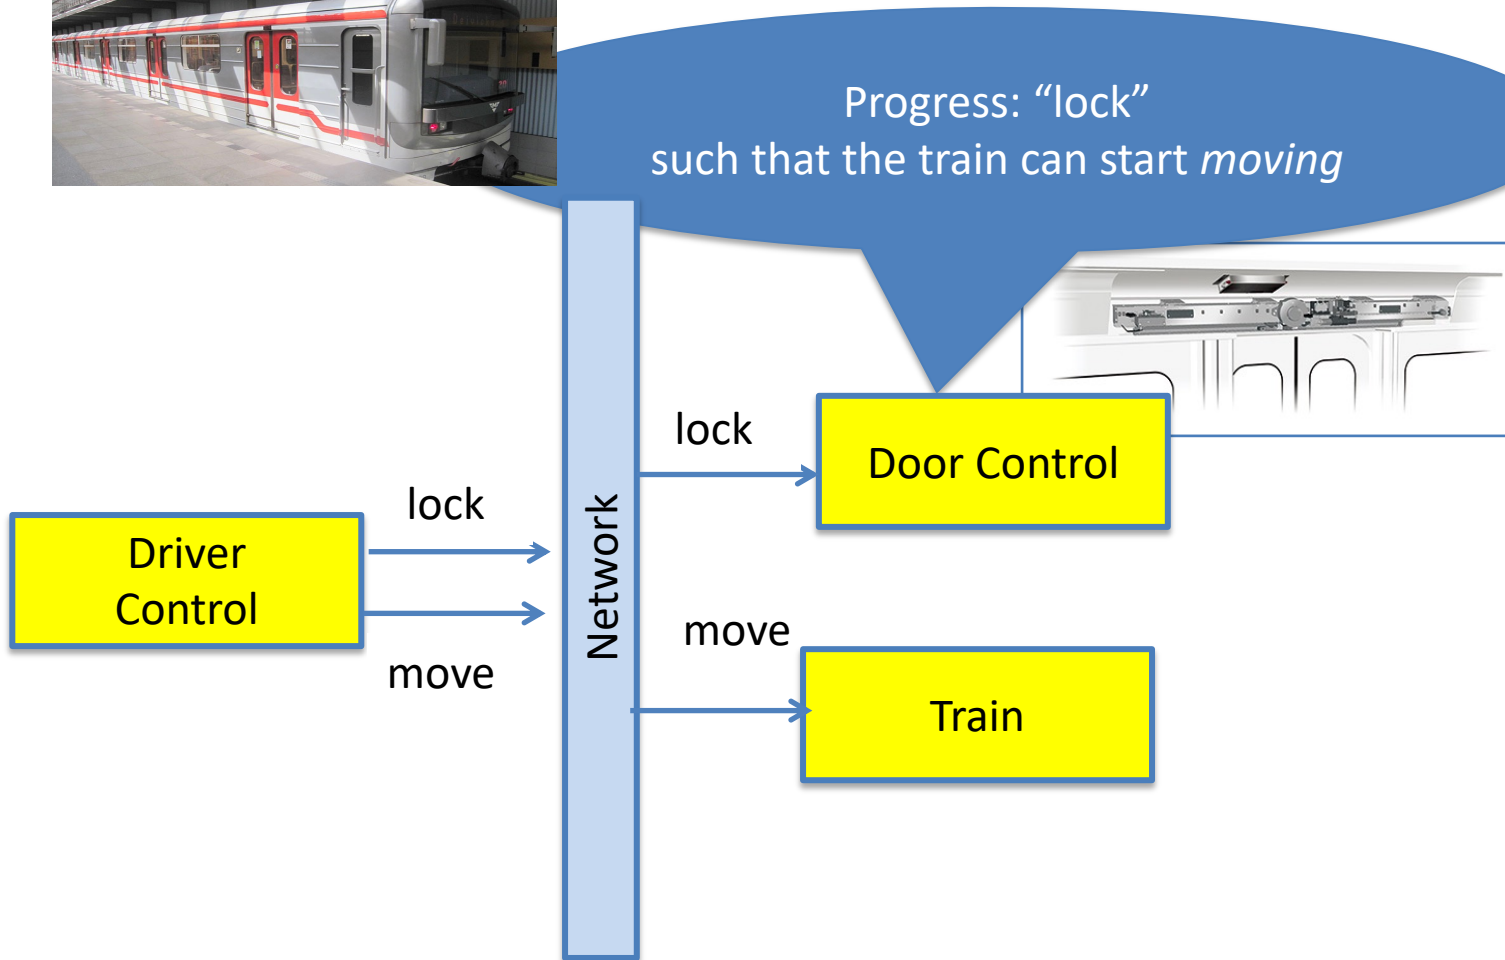 Progress: “lock”
such that the train can start moving
lock
Door Control
lock
Driver
Control
Network
move
move
Train